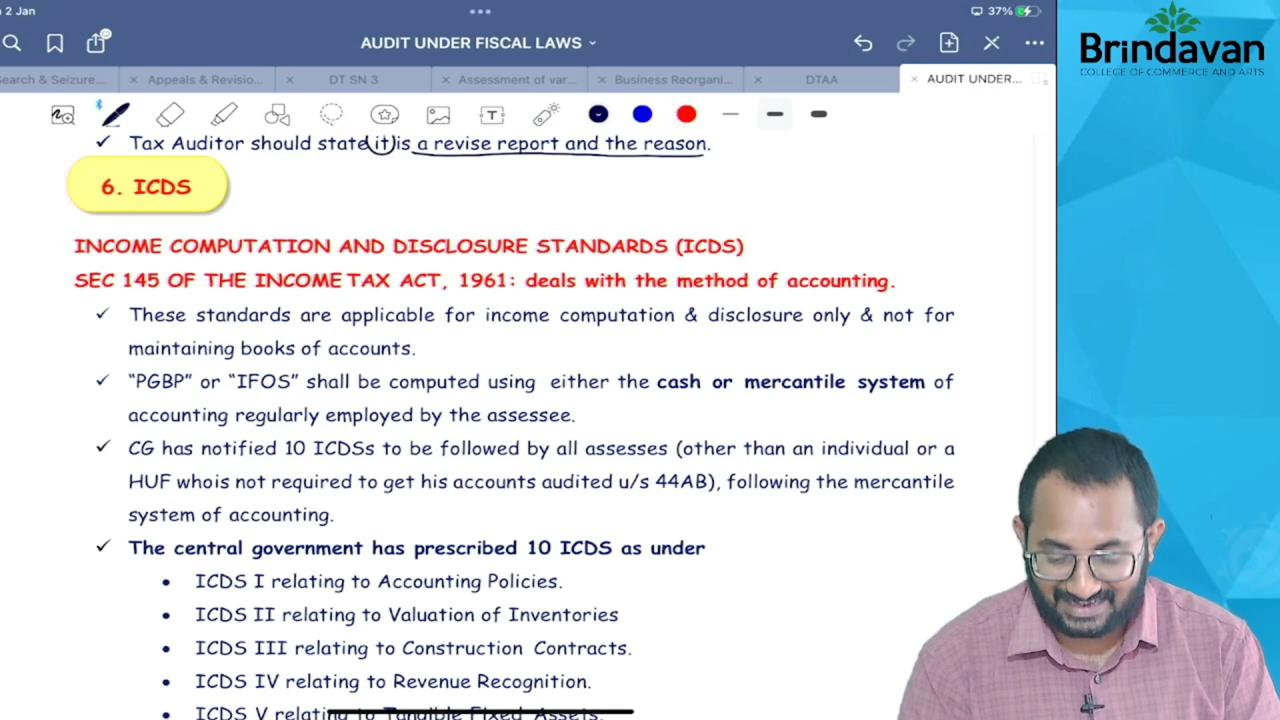 2 Jan
37%
AUDIT UNDER FISCAL LAWS
Brindavan
COLLEGE OF COMMERCE AND ARTS
earch & Seizure... Appeals & Revisio... DT SN 3 Assessment of var... Business Reorgani... DTAA AUDIT UNDER...
Tax Auditor should state it is a revise report and the reason.
6. ICDS
INCOME COMPUTATION AND DISCLOSURE STANDARDS (ICDS)
SEC 145 OF THE INCOME TAX ACT, 1961: deals with the method of accounting.
✓ These standards are applicable for income computation & disclosure only & not for
maintaining books of accounts.
✓ “PGBP” or “IFOS” shall be computed using either the cash or mercantile system of
accounting regularly employed by the assessee.
✓ CG has notified 10 ICDSs to be followed by all assesses (other than an individual or a
HUF whois not required to get his accounts audited u/s 44AB), following the mercantile
system of accounting.
✓ The central government has prescribed 10 ICDS as under
• ICDS I relating to Accounting Policies.
• ICDS II relating to Valuation of Inventories
• ICDS III relating to Construction Contracts.
• ICDS IV relating to Revenue Recognition.
• ICDS V relating to Tangible Fixed Assets.